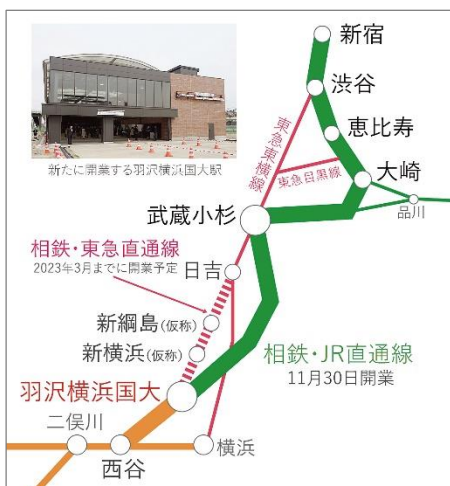 新宿
渋谷
恵比寿
大崎
品川
新たに開業する羽沢横浜国大駅
東急東横線
東急目黒線
武蔵小杉
相鉄・東急直通線
2023年3月までに開業予定
日吉
新綱島(仮称)
新横浜(仮称)
相鉄・JR直通線
11月30日開業
羽沢横浜国大
二俣川
西谷
横浜